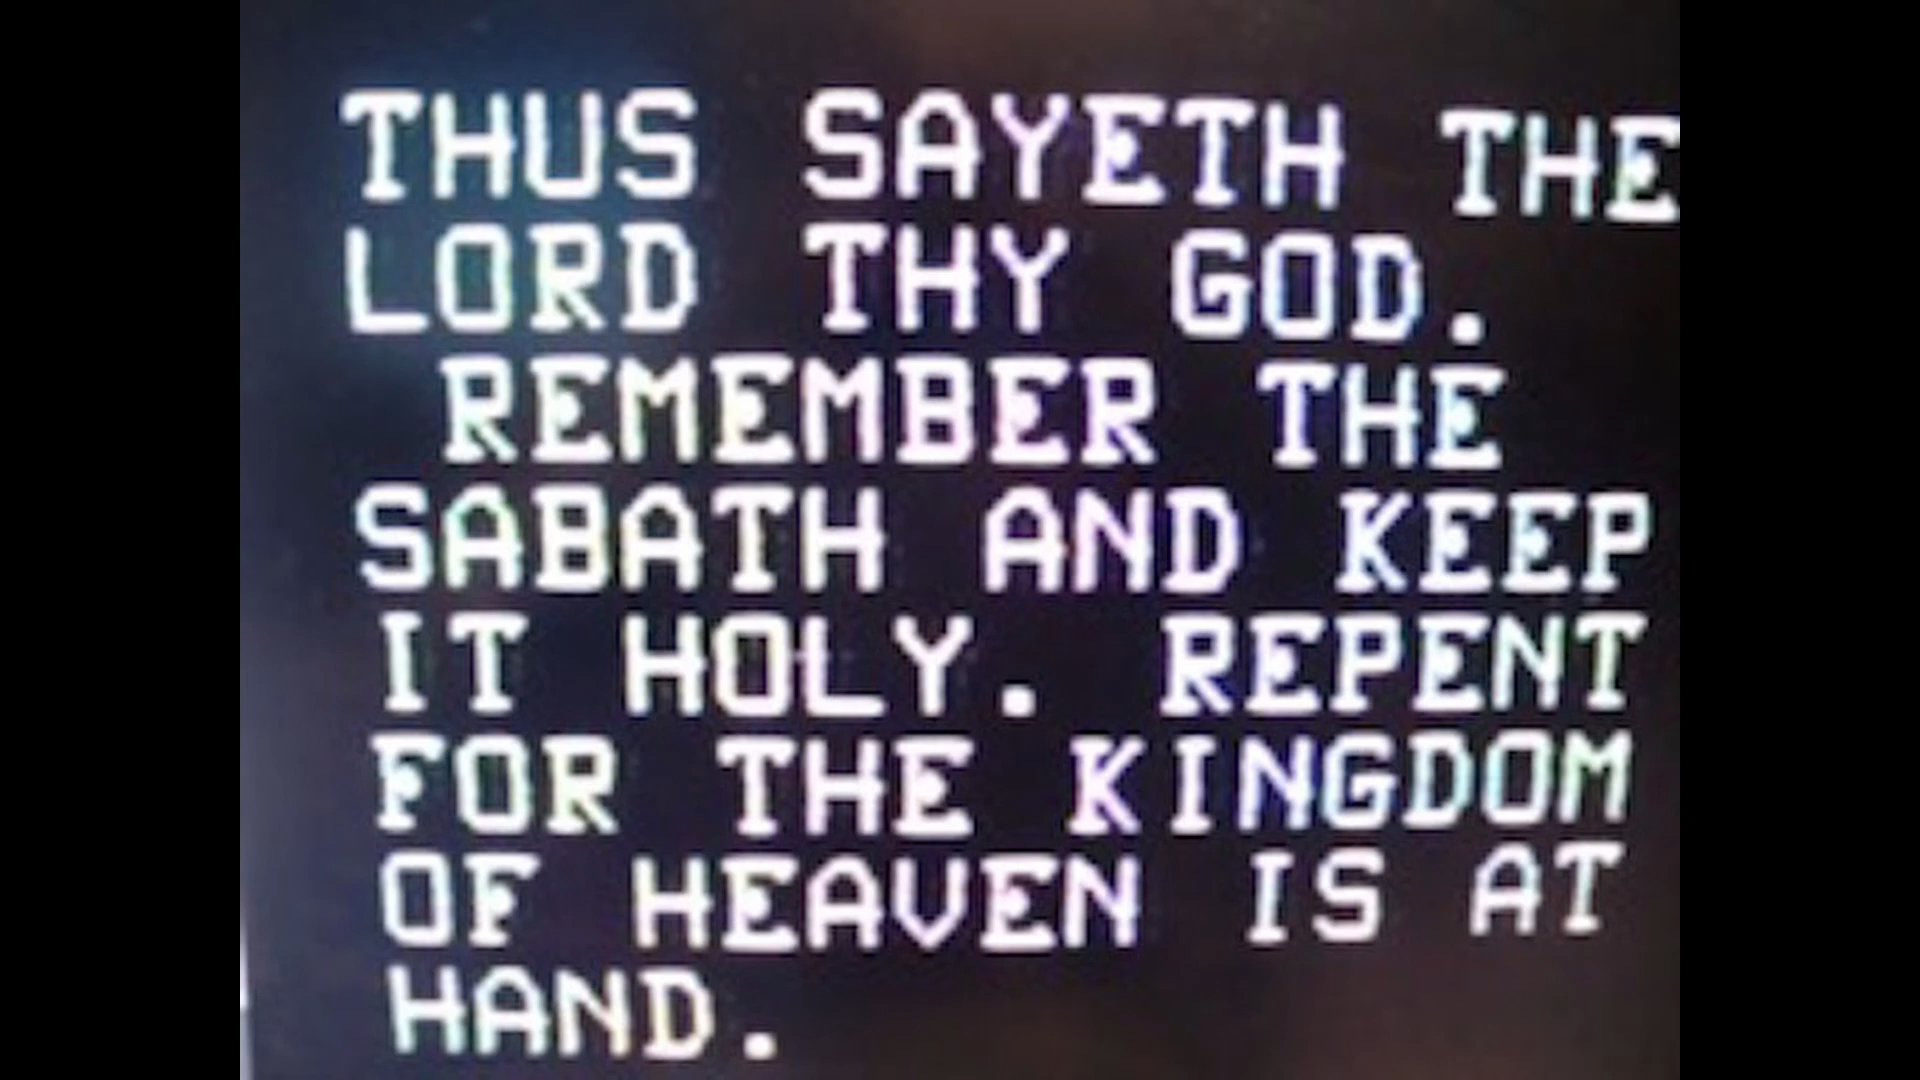 THUS SAYETH THE
LORD THY GOD.
REMEMBER THE
SABATH AND KEEP
IT HOLY. REPENT
FOR THE KINGDOM
OF HEAVEN IS AT
HAND.